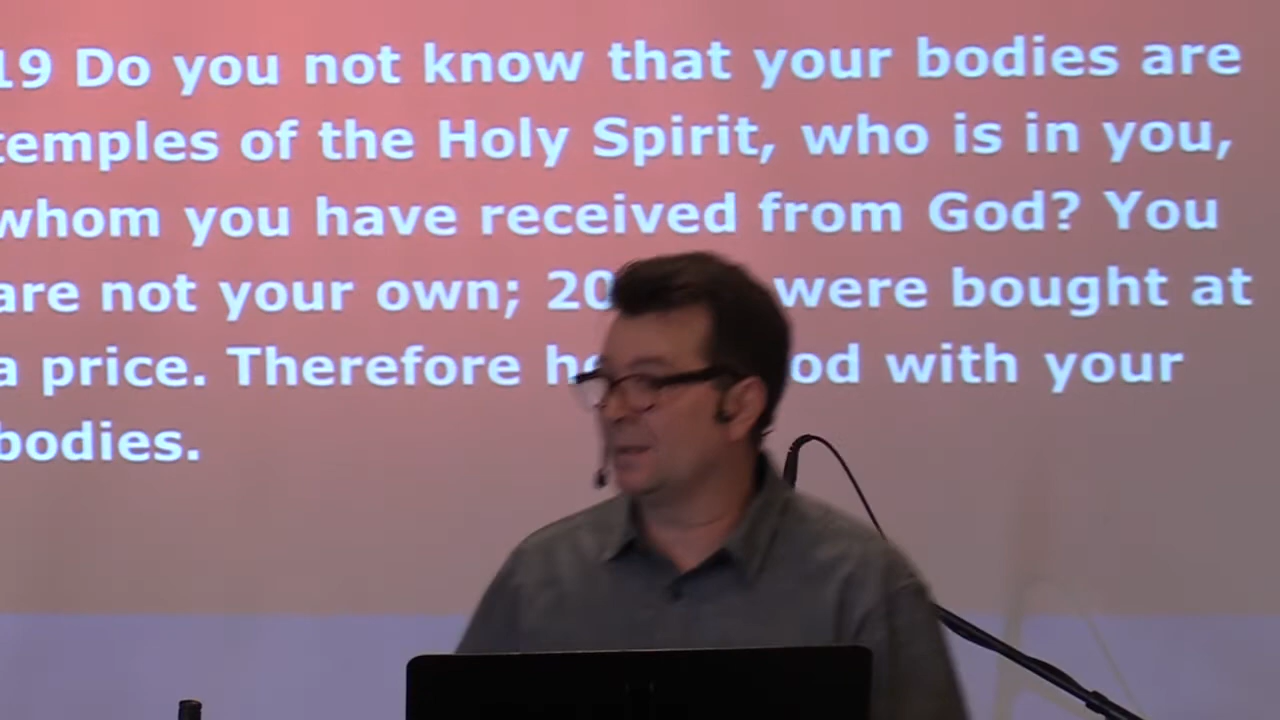 19 Do you not know that your bodies are
temples of the Holy Spirit, who is in you,
whom you have received from God? You
are not your own; 20 were bought at
a price. Therefore with your
bodies.